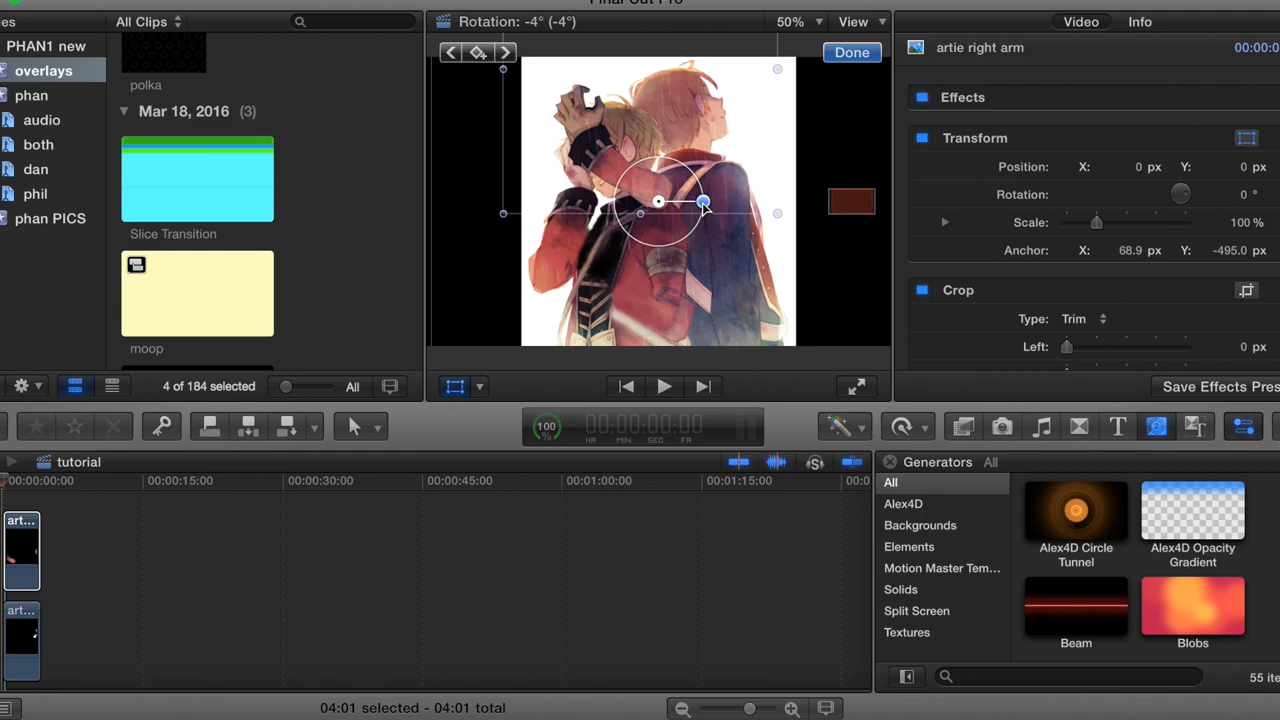 Final Cut Pro
All Clips
Rotation: -4° (-4°)
50%
View
Video
Info
PHAN1 new
overlays
phan
audio
both
dan
phil
phan PICS
polka
Mar 18, 2016 (3)
Slice Transition
moop
Done
artie right arm
00:00:0
Effects
Transform
Position: X: 0 px Y: 0 px
Rotation: 0 °
Scale: 100 %
Anchor: X: 68.9 px Y: -495.0 px
Crop
Type: Trim
Left: 0 px
4 of 184 selected
All
Save Effects Pres
100
%
00:00:00:00
HR MIN SEC FR
tutorial
00:00:00:00
00:00:15:00
00:00:30:00
00:00:45:00
00:01:00:00
00:01:15:00
00:0
art...
art...
Generators All
All
Alex4D
Backgrounds
Elements
Motion Master Tem...
Solids
Split Screen
Textures
Alex4D Circle
Tunnel
Alex4D Opacity
Gradient
Beam
Blobs
55 ite
04:01 selected - 04:01 total